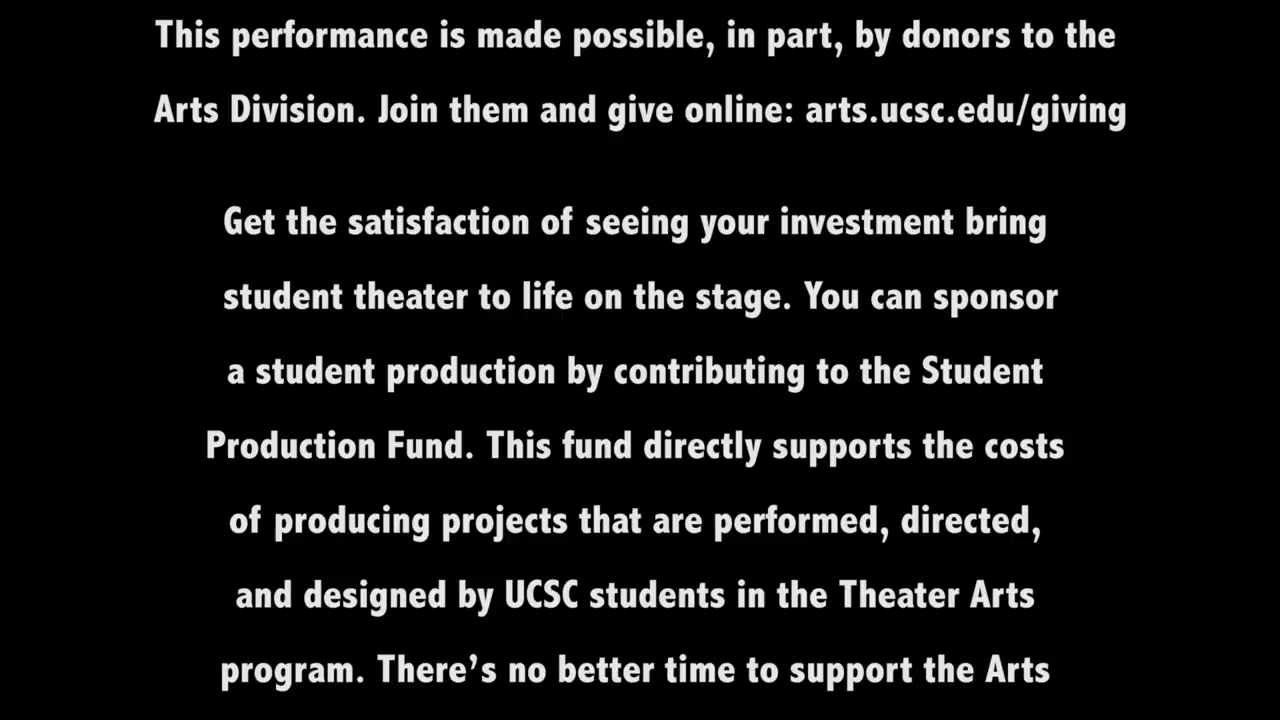 This performance is made possible, in part, by donors to the
Arts Division. Join them and give online: arts.ucsc.edu/giving
Get the satisfaction of seeing your investment bring
student theater to life on the stage. You can sponsor
a student production by contributing to the Student
Production Fund. This fund directly supports the costs
of producing projects that are performed, directed,
and designed by UCSC students in the Theater Arts
program. There’s no better time to support the Arts